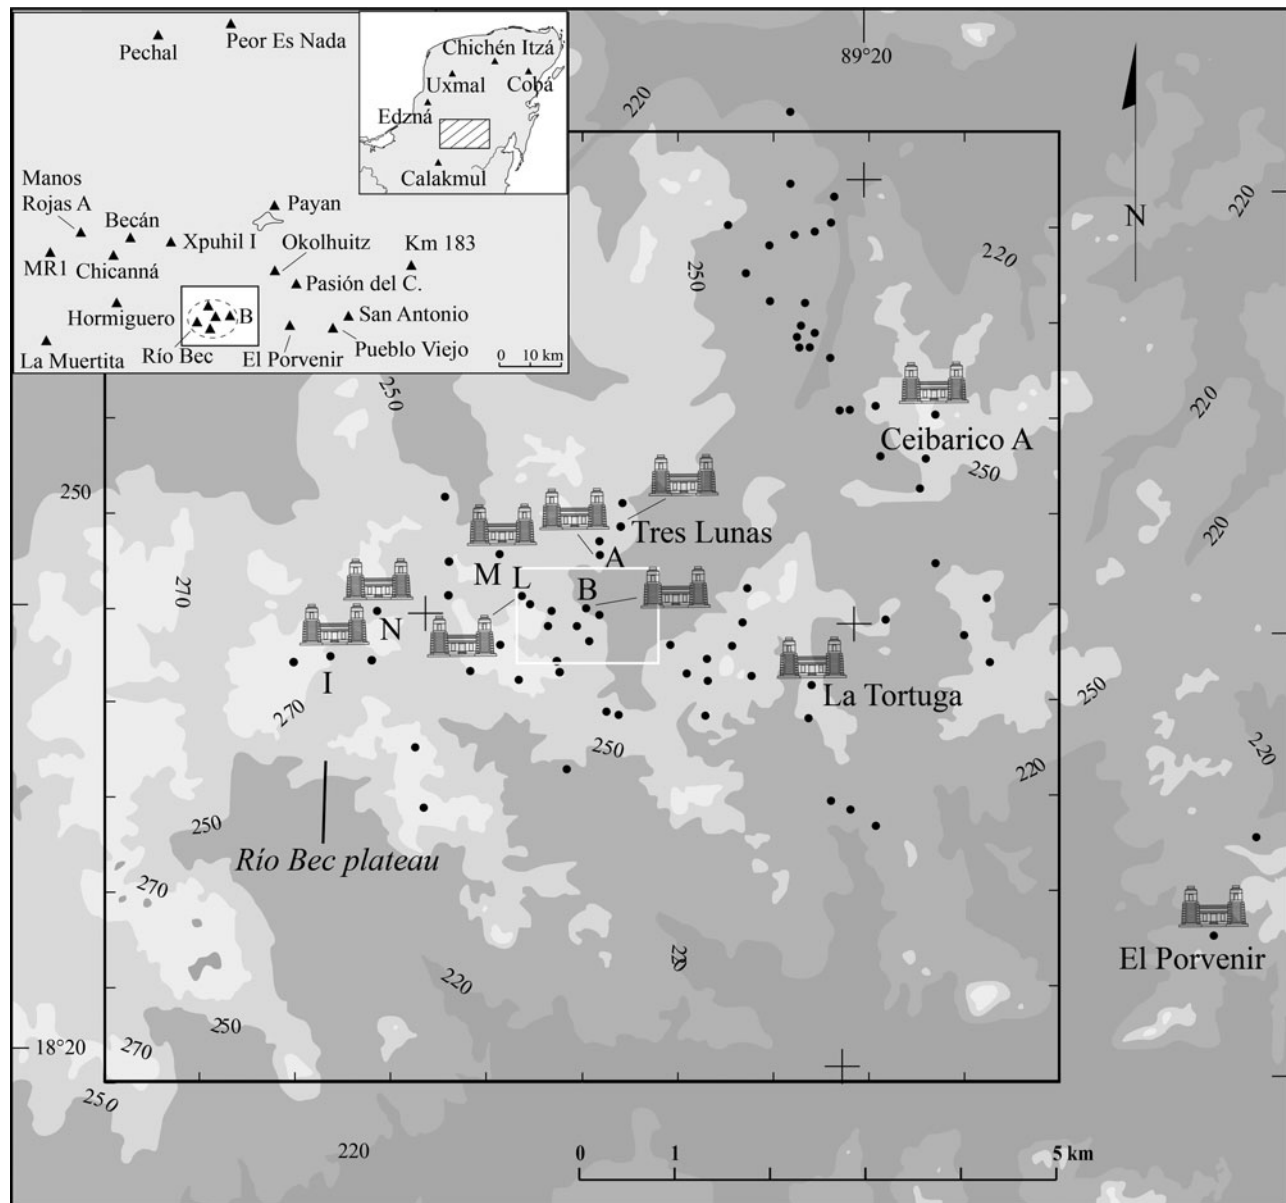 Pechal
Peor Es Nada
Chichén Itzá
Uxmal
Cobá
Edzná
Calakmul
Manos
Rojas A
Becán
Payan
Xpuhil I
Okolhuitz
Km 183
MR1
Chicanná
Pasión del C.
Hormiguero
B
San Antonio
La Muertita
Río Bec
El Porvenir
Pueblo Viejo
0 10 km
89°20
220
N
220
250
220
250
220
Ceibarico A
250
250
220
Tres Lunas
A
M
L
B
270
N
I
La Tortuga
250
270
250
220
220
250
Río Bec plateau
270
El Porvenir
220
220
250
18°20
270
250
220
0 1 5 km